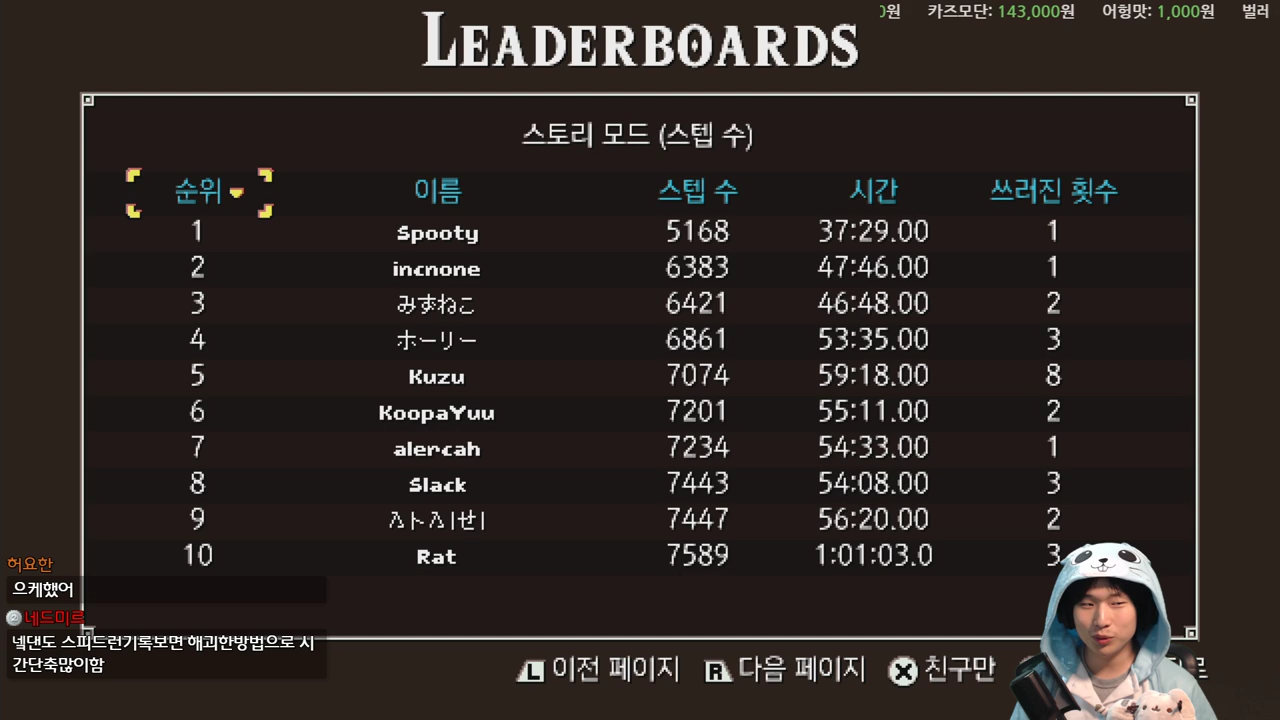 원 카즈모단: 143,000원 어헝맛: 1,000원 벌러
LEADERBOARDS
스토리 모드 (스텝 수)
순위 이름 스텝 수 시간 쓰러진 횟수
1 Spooty 5168 37:29.00 1
2 incnone 6383 47:46.00 1
3 みずねこ 6421 46:48.00 2
4 ホーリー 6861 53:35.00 3
5 Kuzu 7074 59:18.00 8
6 KoopaYuu 7201 55:11.00 2
7 alercah 7234 54:33.00 1
8 Slack 7443 54:08.00 3
9 7447 56:20.00 2
10 Rat 7589 1:01:03.0 3
허요한
으케했어
네드미르
넼댄도 스피드런기록보면 해괴한방법으로 시
간단축많이함
L 이전 페이지 R 다음 페이지 X 친구만